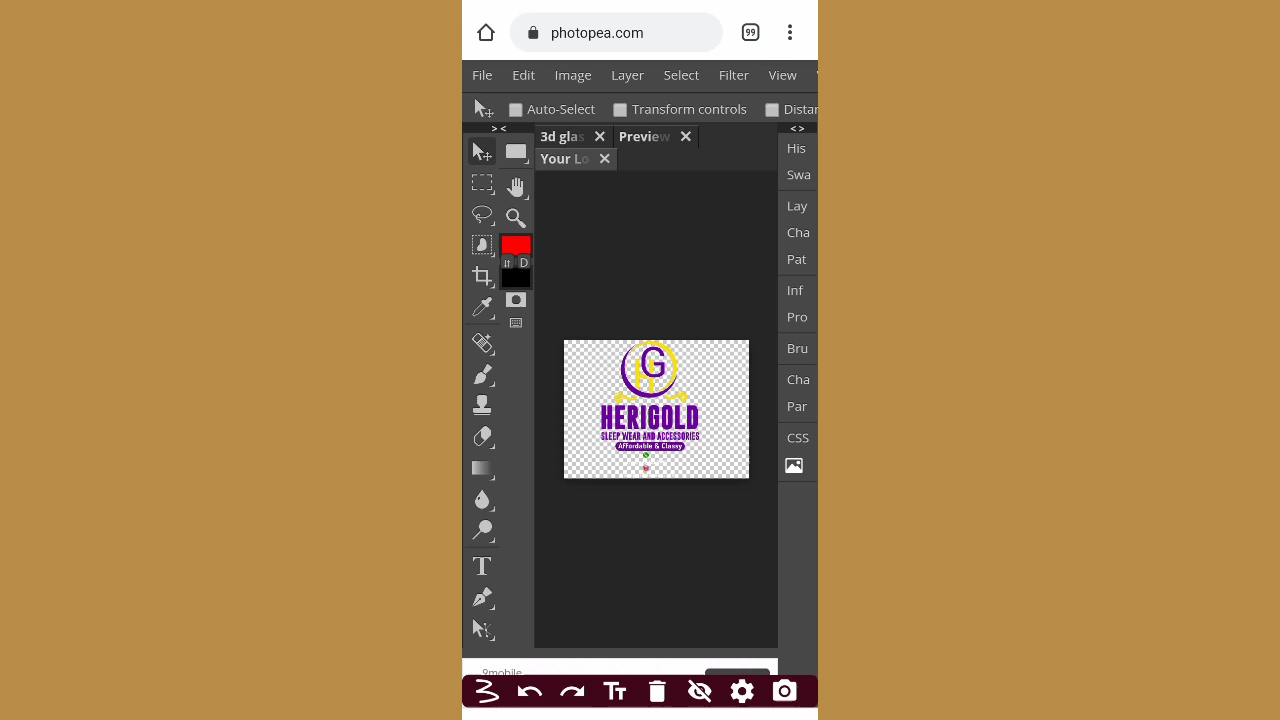 photopea.com
99
File Edit Image Layer Select Filter View
Auto-Select Transform controls Distan
> < 3d glas Preview < >
Your Lo
His
Swa
D
Lay
Cha
Pat
Inf
Pro
Bru
Cha
Par
CSS
G
H
HERIGOLD
SLEEP WEAR AND ACCESSORIES
Affordable & Classy
T
9mobile
Tт